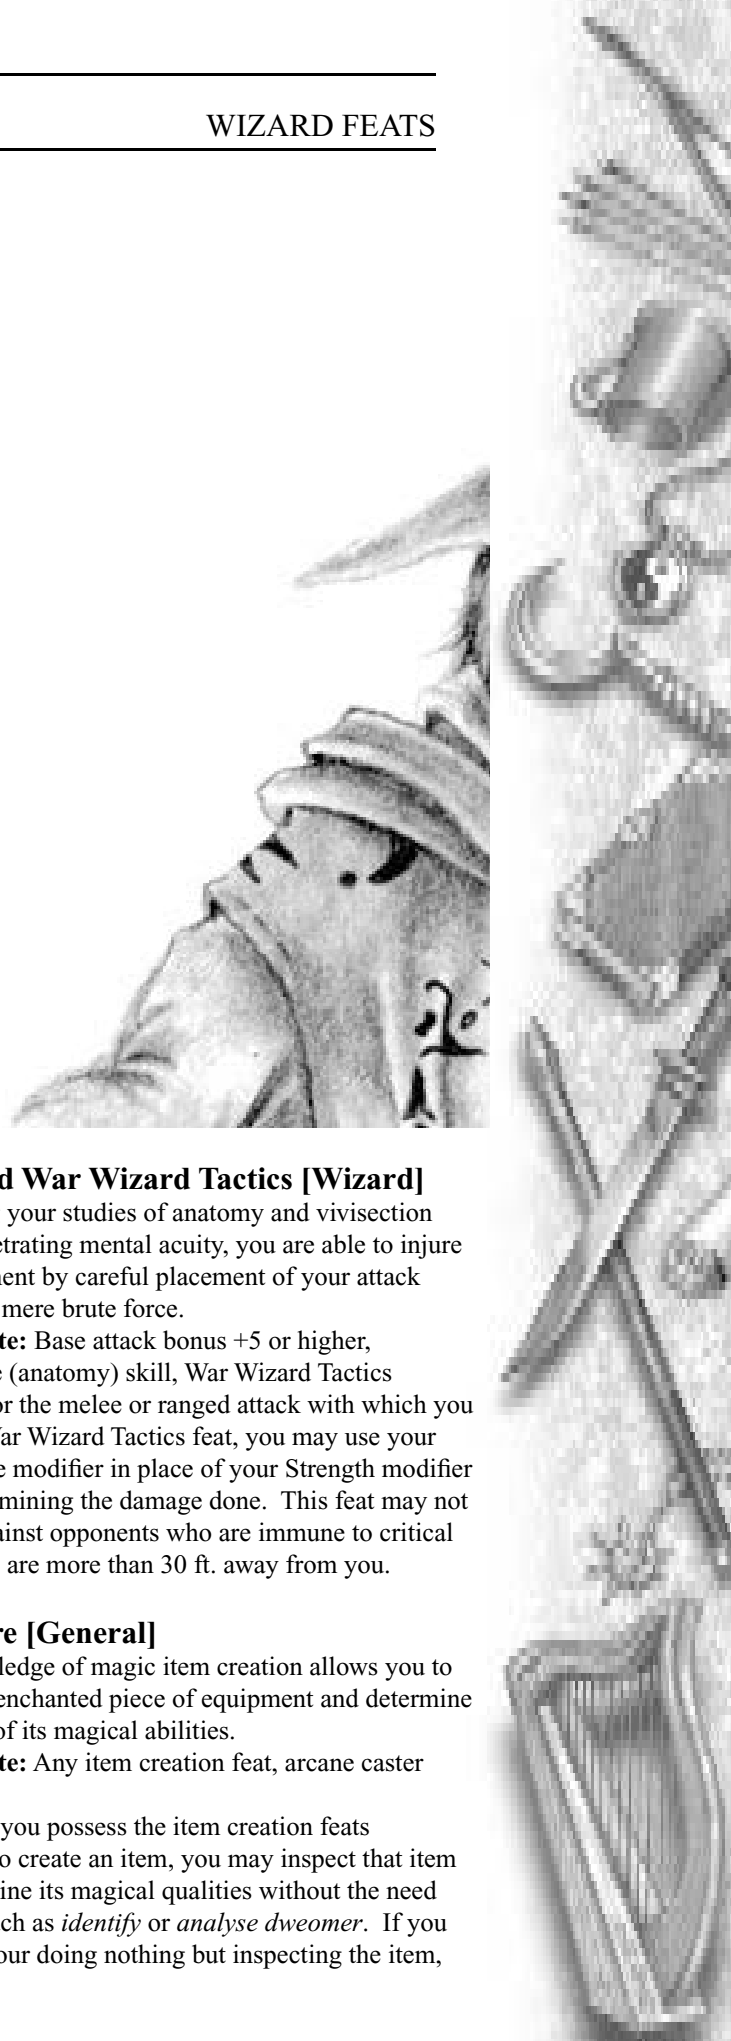 WIZARD FEATS
d War Wizard Tactics [Wizard]
your studies of anatomy and vivisection
etrating mental acuity, you are able to injure
nent by careful placement of your attack
mere brute force.
te: Base attack bonus +5 or higher,
e (anatomy) skill, War Wizard Tactics
or the melee or ranged attack with which you
Var Wizard Tactics feat, you may use your
e modifier in place of your Strength modifier
mining the damage done.  This feat may not
ainst opponents who are immune to critical
are more than 30 ft. away from you.
re [General]
ledge of magic item creation allows you to
enchanted piece of equipment and determine
of its magical abilities.
te: Any item creation feat, arcane caster
you possess the item creation feats
o create an item, you may inspect that item
ine its magical qualities without the need
ch as identify or analyse dweomer.  If you
our doing nothing but inspecting the item,